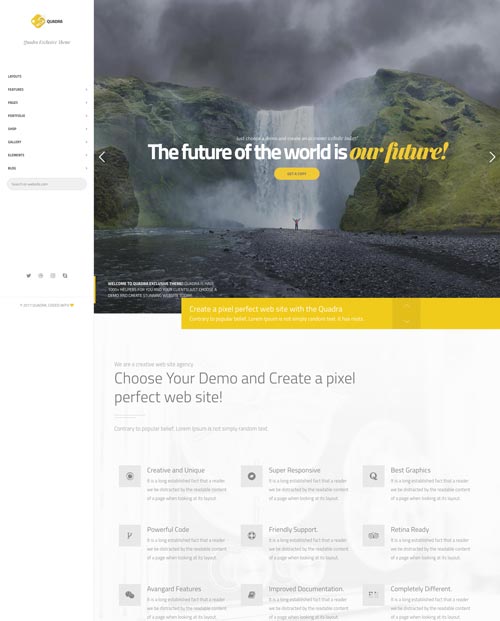 QUADRA
Quadra Exclusive Theme
LAYOUTS
FEATURES
PAGES
PORTFOLIO
SHOP
GALLERY
ELEMENTS
BLOG
Search on website.com
© 2017 QUADRA, CODED WITH
Just choose a demo and create an awesome website today!
The future of the world is our future!
GET A COPY
WELCOME TO QUADRA EXCLUSIVE THEME! QUADRA IS HAVE
1000+ HELPERS FOR YOU AND YOUR CLIENTS! JUST CHOOSE A
DEMO AND CREATE STUNNING WEBSITE TODAY!
Create a pixel perfect web site with the Quadra
Contrary to popular belief, Lorem Ipsum is not simply random text. It has roots.
We are a creative web site agency
Choose Your Demo and Create a pixel
perfect web site!
Contrary to popular belief, Lorem Ipsum is not simply random text.
Creative and Unique
It is a long established fact that a reader
we be distracted by the readable content
of a page when looking at its layout.
Super Responsive
It is a long established fact that a reader
we be distracted by the readable content
of a page when looking at its layout.
Best Graphics
It is a long established fact that a reader
we be distracted by the readable content
of a page when looking at its layout.
Powerful Code
It is a long established fact that a reader
we be distracted by the readable content
of a page when looking at its layout.
Friendly Support.
It is a long established fact that a reader
we be distracted by the readable content
of a page when looking at its layout.
Retina Ready
It is a long established fact that a reader
we be distracted by the readable content
of a page when looking at its layout.
Avangard Features
It is a long established fact that a reader
we be distracted by the readable content
of a page when looking at its layout.
Improved Documentation.
It is a long established fact that a reader
we be distracted by the readable content
of a page when looking at its layout.
Completely Different.
It is a long established fact that a reader
we be distracted by the readable content
of a page when looking at its layout.